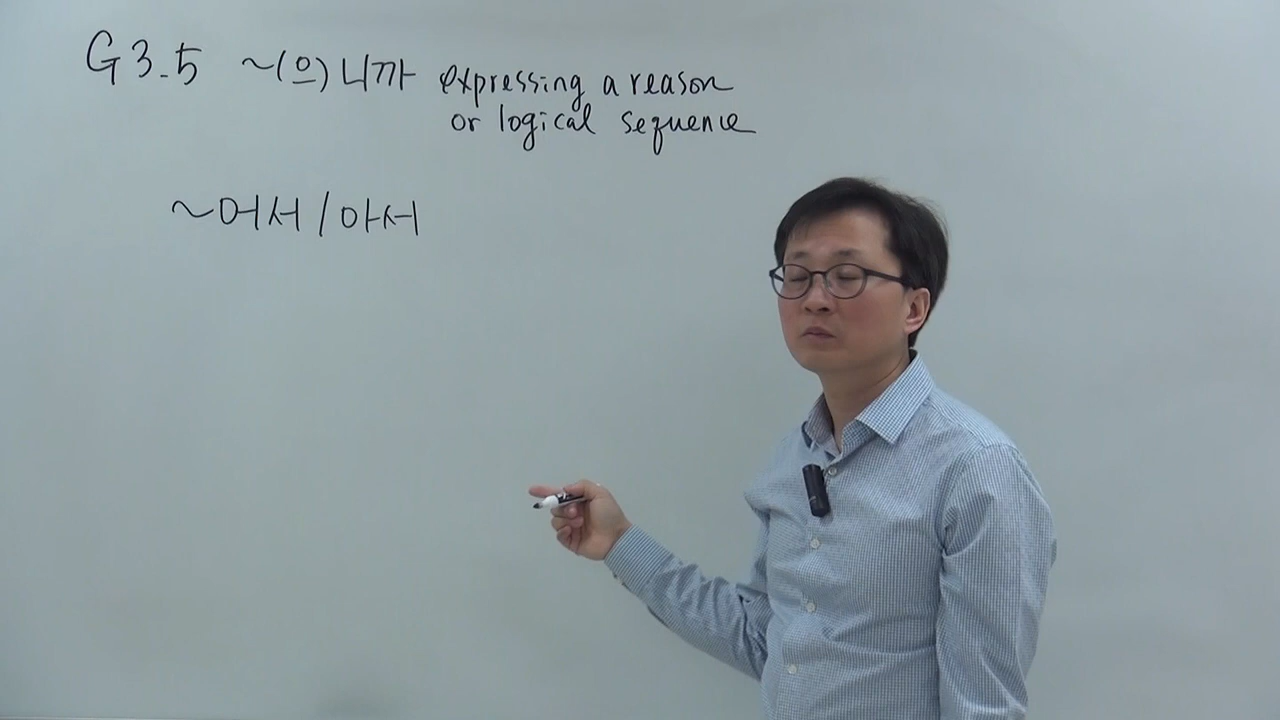 G3.5 ~(으)니까 expressing a reason
or logical sequence
~어서/아서